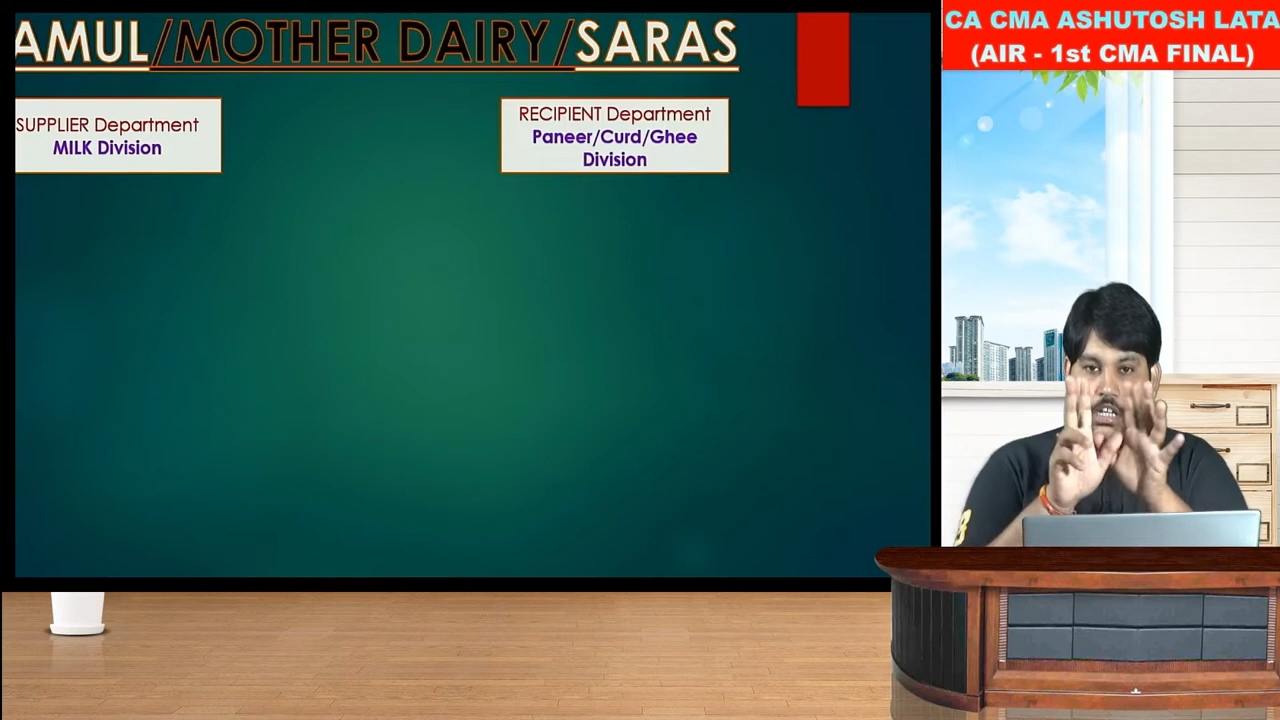 AMUL/MOTHER DAIRY/SARAS
SUPPLIER Department
MILK Division
RECIPIENT Department
Paneer/Curd/Ghee
Division
CA CMA ASHUTOSH LATA
(AIR - 1st CMA FINAL)